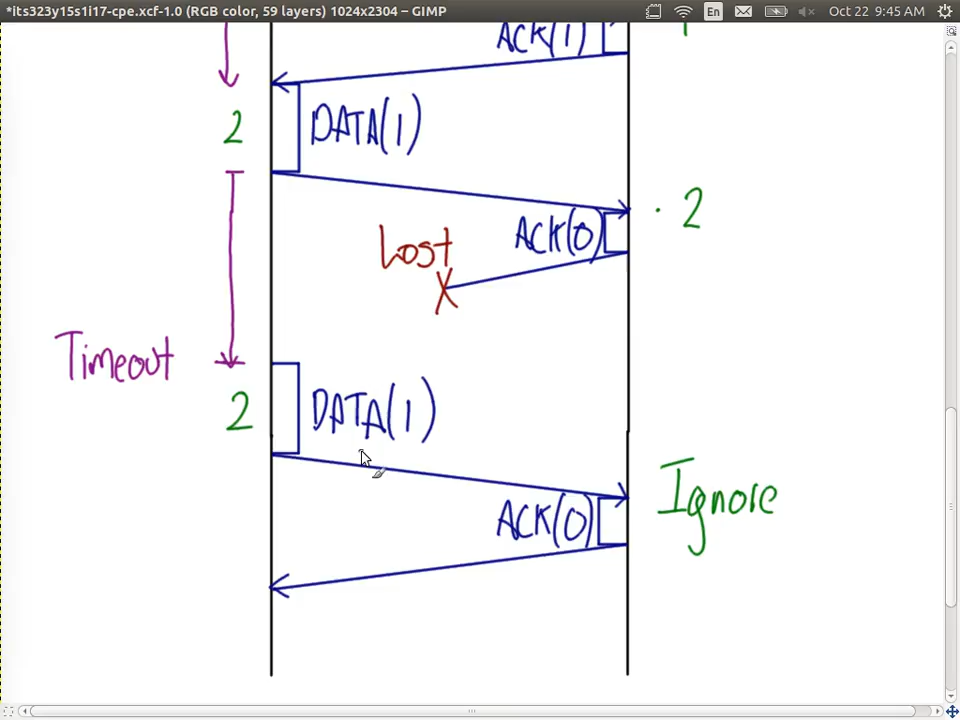 *its323y15s1i17-cpe.xcf-1.0 (RGB color, 59 layers) 1024x2304 – GIMP
En
Oct 22 9:45 AM
ACK(1)
2
DATA(1)
2
ACK(0)
Lost
X
Timeout
2
DATA(1)
Ignore
ACK(0)